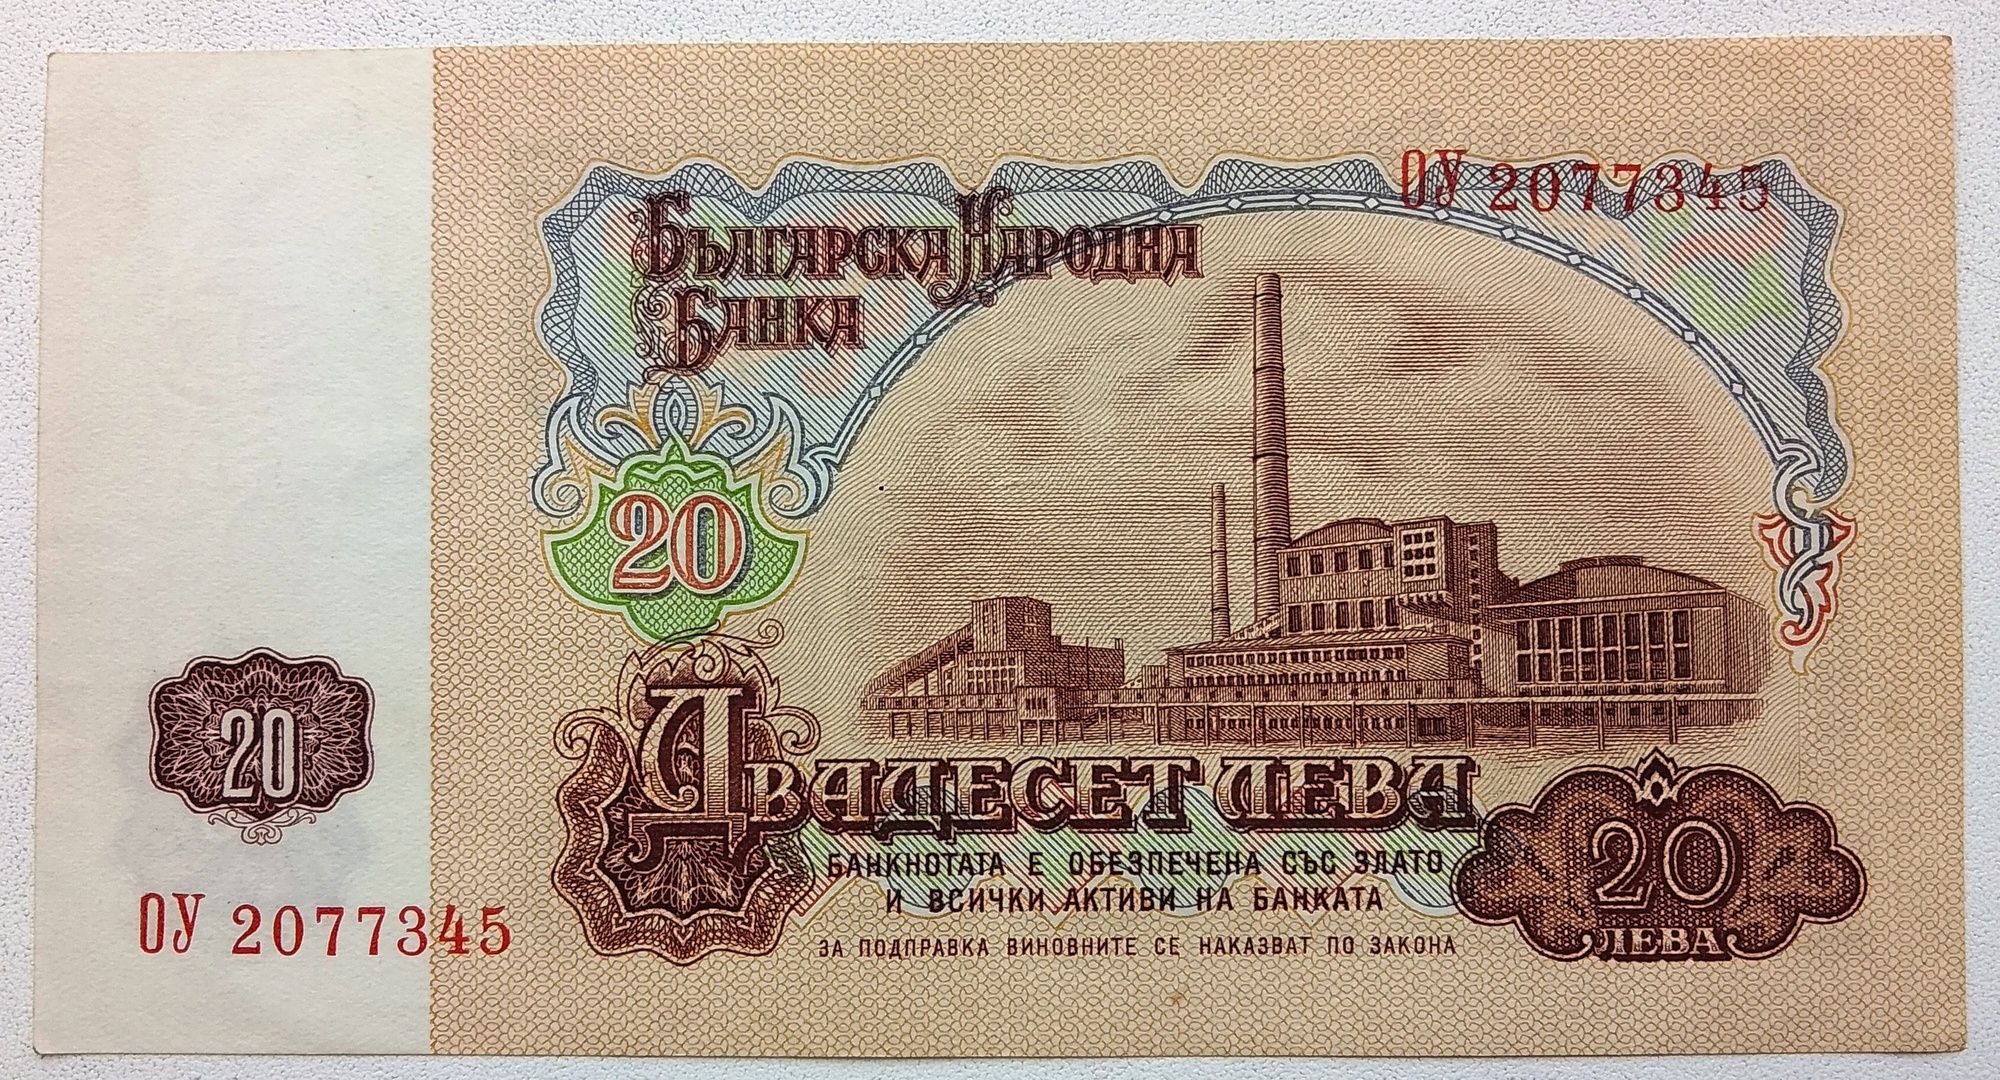 ОУ 2077345
Българска Народна
Банка
20
20
Двадесет лева
БАНКНОТАТА Е ОБЕЗПЕЧЕНА СЪС ЗЛАТО
И ВСИЧКИ АКТИВИ НА БАНКАТА
ЗА ПОДПРАВКА ВИНОВНИТЕ СЕ НАКАЗВАТ ПО ЗАКОНА
20
ЛЕВА
ОУ 2077345